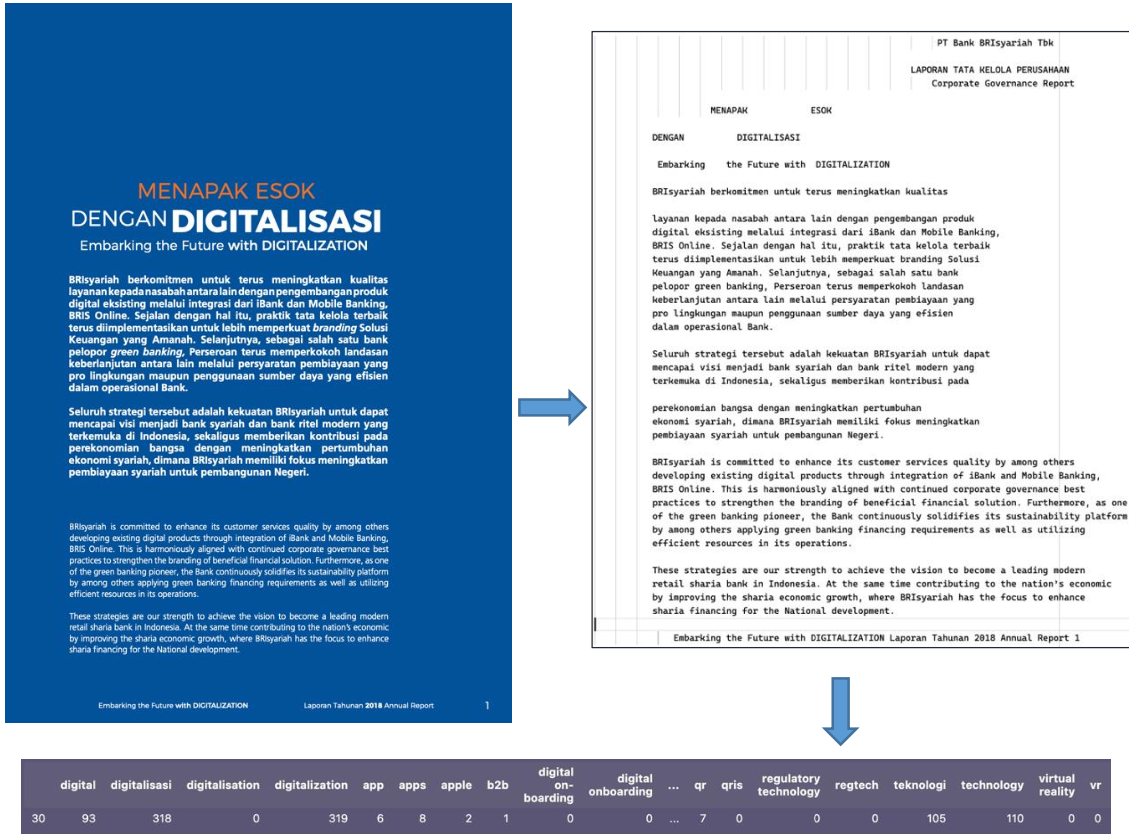 MENAPAK ESOK
DENGAN DIGITALISASI
Embarking the Future with DIGITALIZATION
BRIsyariah berkomitmen untuk terus meningkatkan kualitas
layanan kepada nasabah antara lain dengan pengembangan produk
digital eksisting melalui integrasi dari iBank dan Mobile Banking,
BRIS Online. Sejalan dengan hal itu, praktik tata kelola terbaik
terus diimplementasikan untuk lebih memperkuat branding Solusi
Keuangan yang Amanah. Selanjutnya, sebagai salah satu bank
pelopor green banking, Perseroan terus memperkokoh landasan
keberlanjutan antara lain melalui persyaratan pembiayaan yang
pro lingkungan maupun penggunaan sumber daya yang efisien
dalam operasional Bank.
Seluruh strategi tersebut adalah kekuatan BRIsyariah untuk dapat
mencapai visi menjadi bank syariah dan bank ritel modern yang
terkemuka di Indonesia, sekaligus memberikan kontribusi pada
perekonomian bangsa dengan meningkatkan pertumbuhan
ekonomi syariah, dimana BRIsyariah memiliki fokus meningkatkan
pembiayaan syariah untuk pembangunan Negeri.
BRIsyariah is committed to enhance its customer services quality by among others
developing existing digital products through integration of iBank and Mobile Banking,
BRIS Online. This is harmoniously aligned with continued corporate governance best
practices to strengthen the branding of beneficial financial solution. Furthermore, as one
of the green banking pioneer, the Bank continuously solidifies its sustainability platform
by among others applying green banking financing requirements as well as utilizing
efficient resources in its operations.
These strategies are our strength to achieve the vision to become a leading modern
retail sharia bank in Indonesia. At the same time contributing to the nation's economic
by improving the sharia economic growth, where BRIsyariah has the focus to enhance
sharia financing for the National development.
Embarking the Future with DIGITALIZATION Laporan Tahunan 2018 Annual Report 1
PT Bank BRIsyariah Tbk
LAPORAN TATA KELOLA PERUSAHAAN
Corporate Governance Report
MENAPAK ESOK
DENGAN DIGITALISASI
Embarking the Future with DIGITALIZATION
BRIsyariah berkomitmen untuk terus meningkatkan kualitas
layanan kepada nasabah antara lain dengan pengembangan produk
digital eksisting melalui integrasi dari iBank dan Mobile Banking,
BRIS Online. Sejalan dengan hal itu, praktik tata kelola terbaik
terus diimplementasikan untuk lebih memperkuat branding Solusi
Keuangan yang Amanah. Selanjutnya, sebagai salah satu bank
pelopor green banking, Perseroan terus memperkokoh landasan
keberlanjutan antara lain melalui persyaratan pembiayaan yang
pro lingkungan maupun penggunaan sumber daya yang efisien
dalam operasional Bank.
Seluruh strategi tersebut adalah kekuatan BRIsyariah untuk dapat
mencapai visi menjadi bank syariah dan bank ritel modern yang
terkemuka di Indonesia, sekaligus memberikan kontribusi pada
perekonomian bangsa dengan meningkatkan pertumbuhan
ekonomi syariah, dimana BRIsyariah memiliki fokus meningkatkan
pembiayaan syariah untuk pembangunan Negeri.
BRIsyariah is committed to enhance its customer services quality by among others
developing existing digital products through integration of iBank and Mobile Banking,
BRIS Online. This is harmoniously aligned with continued corporate governance best
practices to strengthen the branding of beneficial financial solution. Furthermore, as one
of the green banking pioneer, the Bank continuously solidifies its sustainability platform
by among others applying green banking financing requirements as well as utilizing
efficient resources in its operations.
These strategies are our strength to achieve the vision to become a leading modern
retail sharia bank in Indonesia. At the same time contributing to the nation's economic
by improving the sharia economic growth, where BRIsyariah has the focus to enhance
sharia financing for the National development.
Embarking the Future with DIGITALIZATION Laporan Tahunan 2018 Annual Report 1
digital digitalisasi digitalisation digitalization app apps apple b2b digital on-boarding digital onboarding ... qr qris regulatory technology regtech teknologi technology virtual reality vr
30 93 318 0 319 6 8 2 1 0 0 ... 7 0 0 0 105 110 0 0